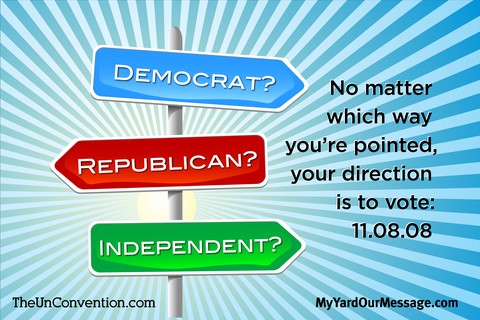 DEMOCRAT?
REPUBLICAN?
INDEPENDENT?
No matter
which way
you're pointed,
your direction
is to vote:
11.08.08
TheUnConvention.com
MyYardOurMessage.com